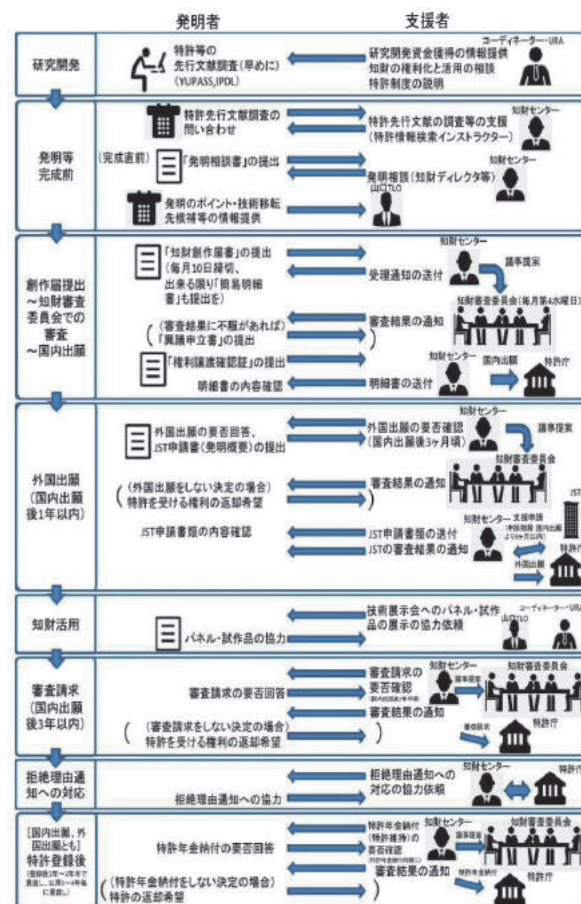 発明者
支援者
研究開発
特許等の
先行文献調査(早めに)
(YUPASS,IPDL)
研究開発資金獲得の情報提供
知財の権利化と活用の相談
特許制度の説明
コーディネーター・URA
発明等
完成前
特許先行文献調査の
問い合わせ
特許先行文献の調査等の支援
(特許情報検索インストラクター)
知財センター
(完成直前)
「発明相談書」の提出
発明相談(知財ディレクタ等)
知財センター
発明のポイント・技術移転
先候補等の情報提供
山口TLO
創作届提出
~知財審査
委員会での
審査
~国内出願
「知財創作届書」の提出
(毎月10日締切、
出来る限り「簡易明細
書」も提出を)
受理通知の送付
知財センター
議事提案
知財審査委員会(毎月第4水曜日)
(審査結果に不服があれば)
「異議申立書」の提出
審査結果の通知
「権利譲渡確認証」の提出
明細書の内容確認
明細書の送付
知財センター
国内出願
特許庁
外国出願
(国内出願
後1年以内)
外国出願の要否回答、
JST申請書(発明概要)の提出
外国出願の要否確認
(国内出願後3ヶ月頃)
知財センター
議事提案
知財審査委員会
(外国出願をしない決定の場合)
特許を受ける権利の返却希望
審査結果の通知
JST申請書類の内容確認
JST申請書類の送付
JSTの審査結果の通知
知財センター
支援申請
JST
外国出願
特許庁
知財活用
パネル・試作品の協力
技術展示会へのパネル・試作
品の展示の協力依頼
山口TLO
コーディネーター・URA
審査請求
(国内出願
後3年以内)
審査請求の要否回答
審査請求の
要否確認
知財センター
議事提案
知財審査委員会
(審査請求をしない決定の場合)
特許を受ける権利の返却希望
審査結果の通知
審査請求
特許庁
拒絶理由通
知への対応
拒絶理由通知への協力
拒絶理由通知への
対応の協力依頼
知財センター
特許庁
[国内出願、外
国出願とも]
特許登録後
特許年金納付の要否回答
特許年金納付
(特許維持)の
要否確認
知財センター
議事提案
知財審査委員会
(特許年金納付をしない決定の場合)
特許の返却希望
審査結果の通知
特許年金納付
特許庁